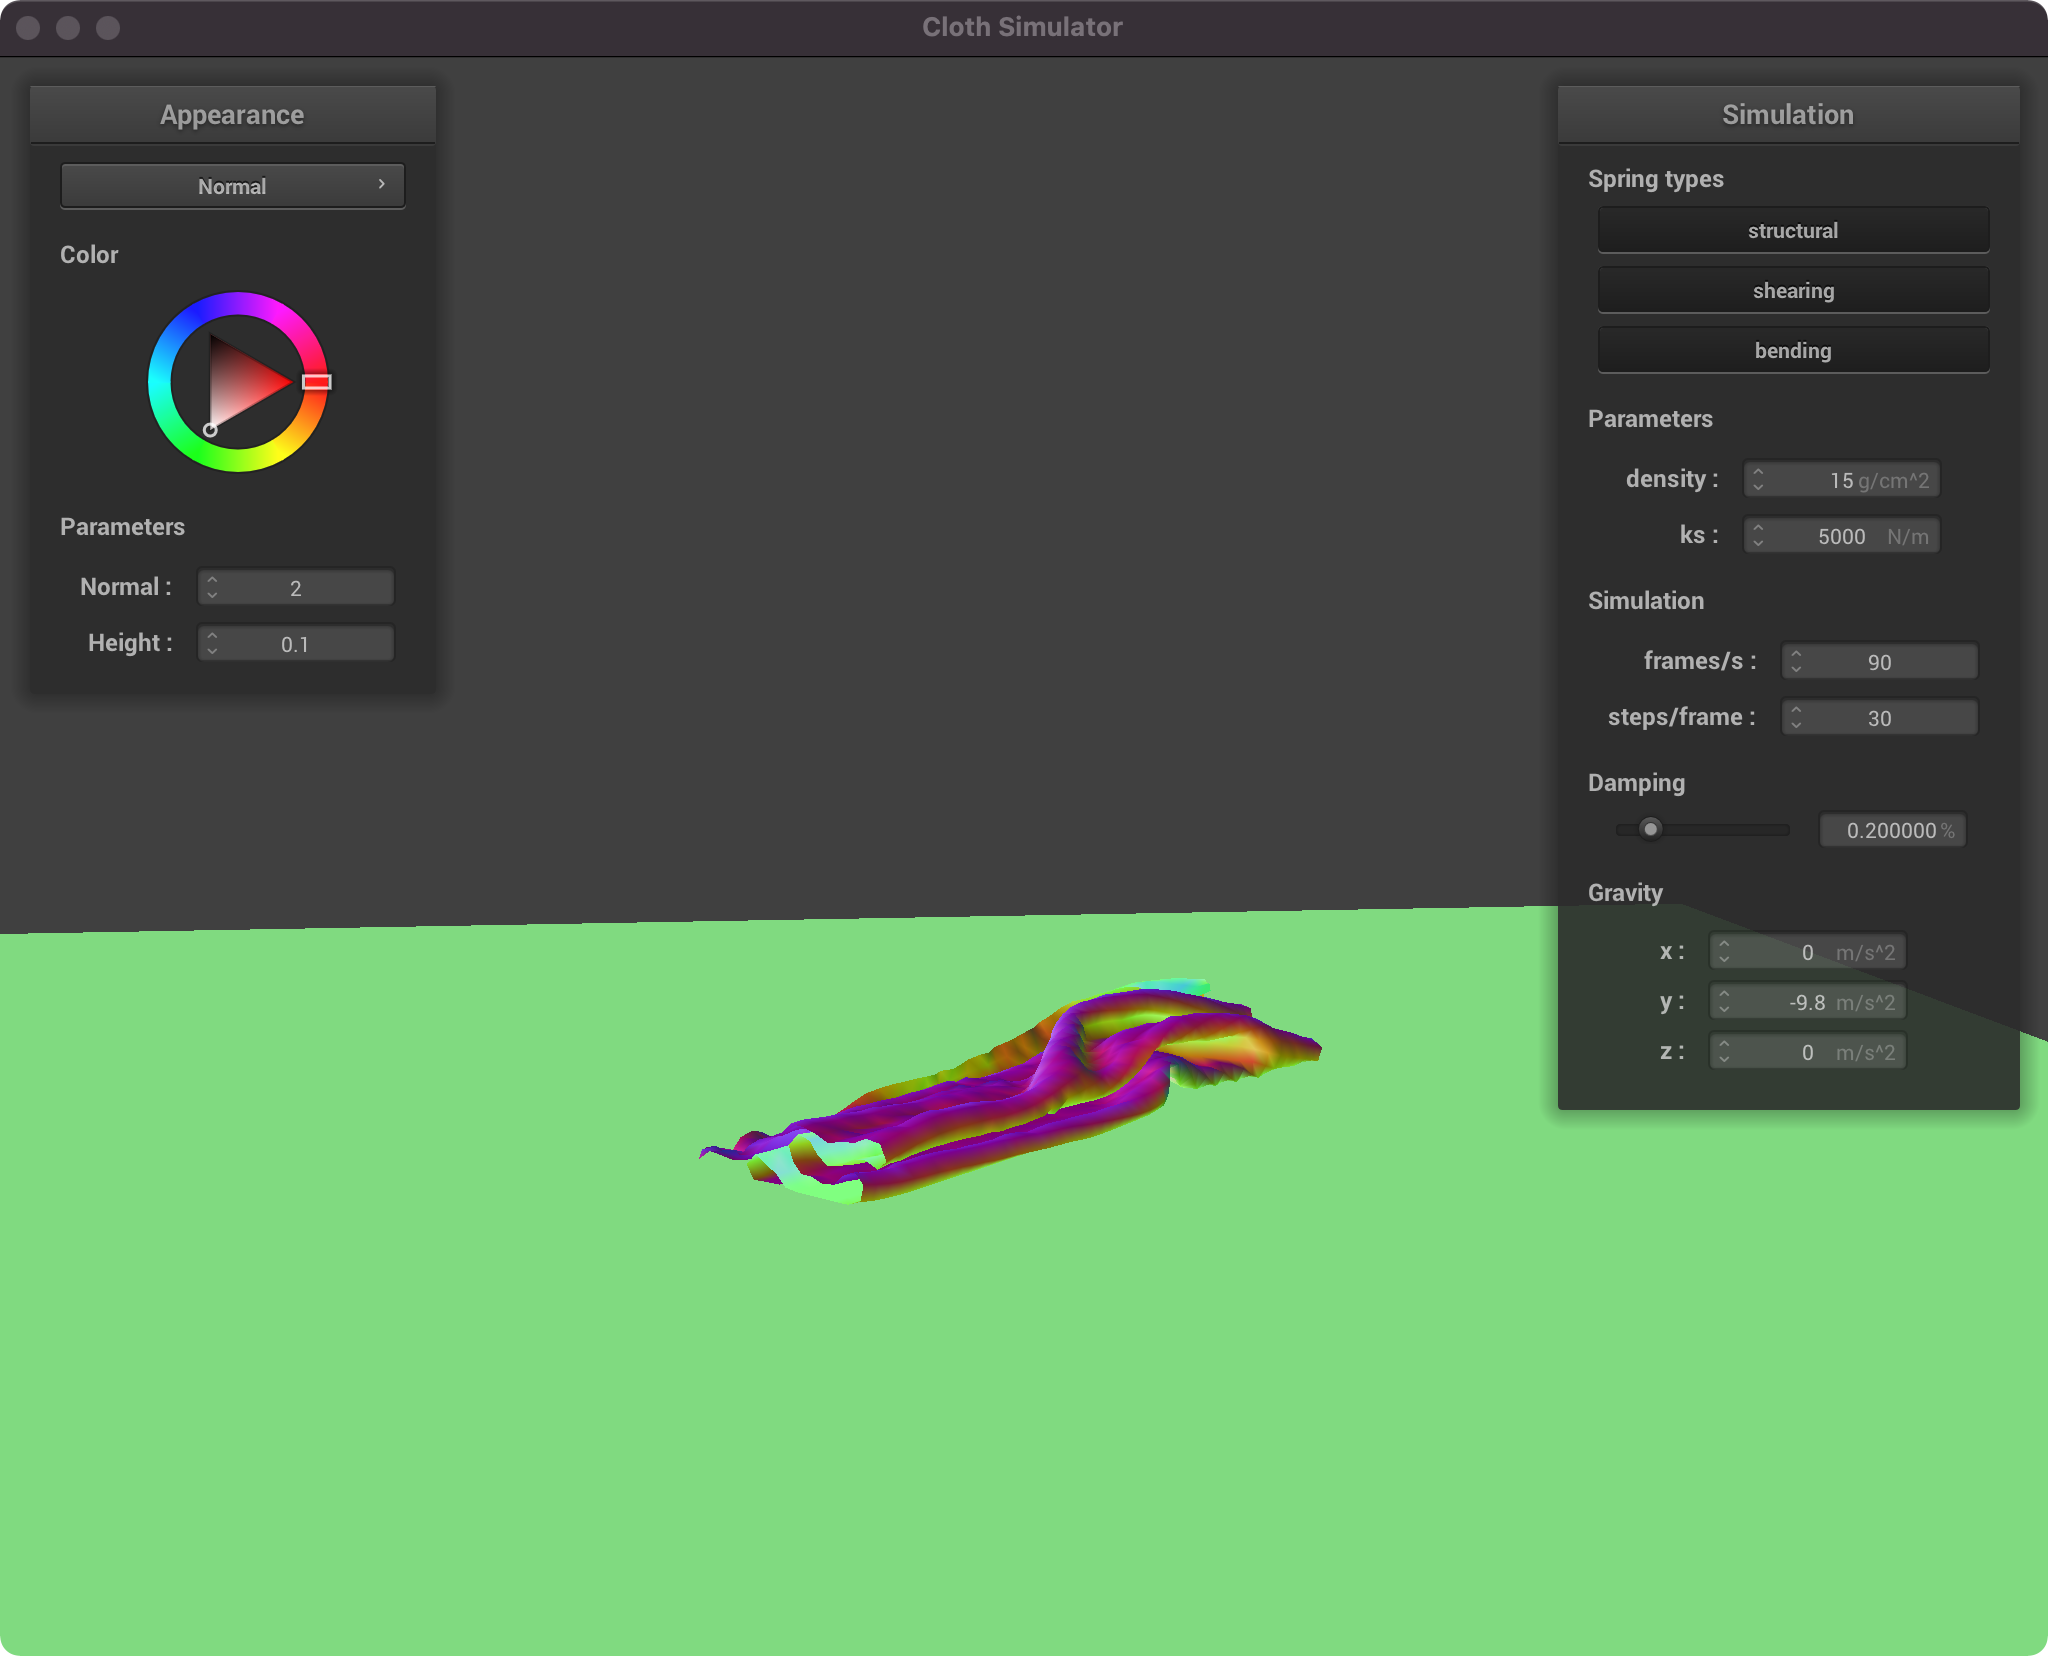 Cloth Simulator
Appearance
Normal
Color
Parameters
Normal : 2
Height : 0.1
Simulation
Spring types
structural
shearing
bending
Parameters
density : 15 g/cm^2
ks : 5000 N/m
Simulation
frames/s : 90
steps/frame : 30
Damping
0.200000 %
Gravity
x : 0 m/s^2
y : -9.8 m/s^2
z : 0 m/s^2